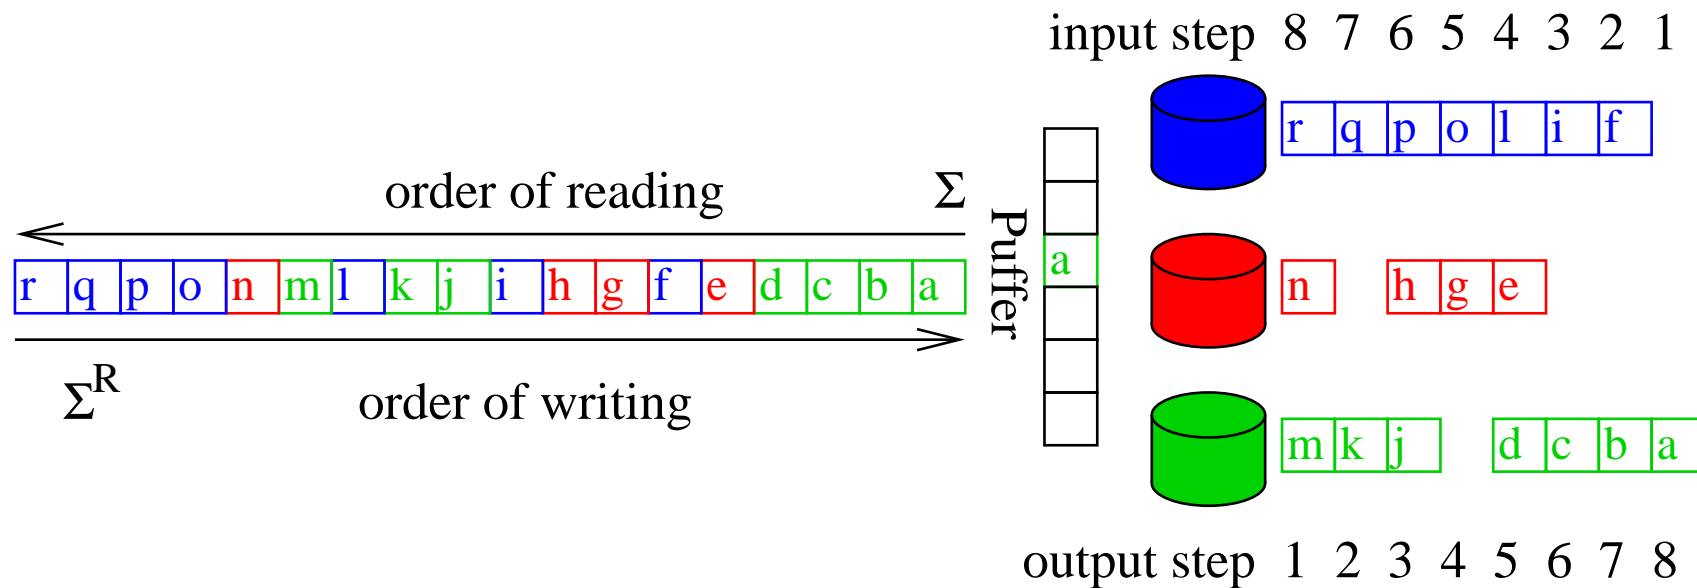 input step 8 7 6 5 4 3 2 1
r q p o l i f
order of reading Σ
Puffer
a
r q p o n m l k j i h g f e d c b a
n h g e
Σ^R order of writing
m k j d c b a
output step 1 2 3 4 5 6 7 8